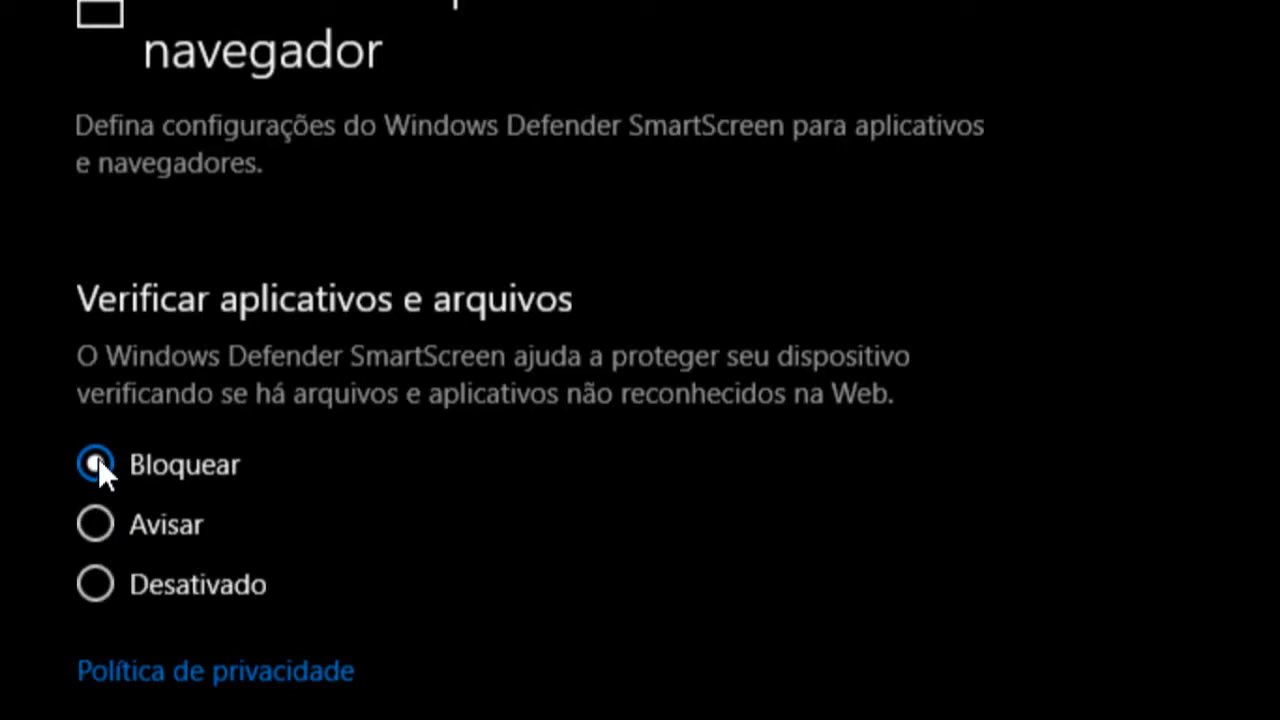 navegador
Defina configurações do Windows Defender SmartScreen para aplicativos
e navegadores.
Verificar aplicativos e arquivos
O Windows Defender SmartScreen ajuda a proteger seu dispositivo
verificando se há arquivos e aplicativos não reconhecidos na Web.
Bloquear
Avisar
Desativado
Política de privacidade